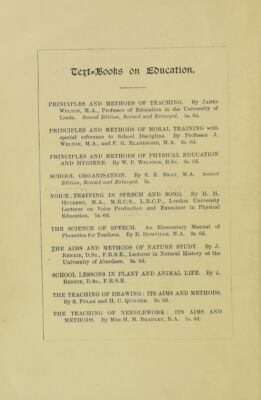 Text-Books on Education.
PRINCIPLES AND METHODS OF TEACHING. By JAMES
WELTON, M.A., Professor of Education in the University of
Leeds. Second Edition, Revised and Enlarged. 5s. 6d.
PRINCIPLES AND METHODS OF MORAL TRAINING with
special reference to School Discipline. By Professor J.
WELTON, M.A., and F. G. BLANDFORD, M.A. 3s. 6d.
PRINCIPLES AND METHODS OF PHYSICAL EDUCATION
AND HYGIENE. By W. P. WELPTON, B.Sc. 4s. 6d.
SCHOOL ORGANISATION. By S. E. BRAY, M.A. Second
Edition, Revised and Enlarged. 3s.
VOICE TRAINING IN SPEECH AND SONG. By H. H.
HULBERT, M.A., M.R.C.S., L.R.C.P., London University
Lecturer on Voice Production and Examiner in Physical
Education. 1s. 6d.
THE SCIENCE OF SPEECH. An Elementary Manual of
Phonetics for Teachers. By B. DUMVILLE, M.A. 2s. 6d.
THE AIMS AND METHODS OF NATURE STUDY. By J.
RENNIE, D.Sc., F.R.S.E., Lecturer in Natural History at the
University of Aberdeen. 3s. 6d.
SCHOOL LESSONS IN PLANT AND ANIMAL LIFE. By J.
RENNIE, D.Sc., F.R.S.E.
THE TEACHING OF DRAWING: ITS AIMS AND METHODS.
By S. POLAK and H. C. QUILTER. 2s. 6d.
THE TEACHING OF NEEDLEWORK: ITS AIMS AND
METHODS. By Miss H. M. BRADLEY, B.A. 1s. 6d.